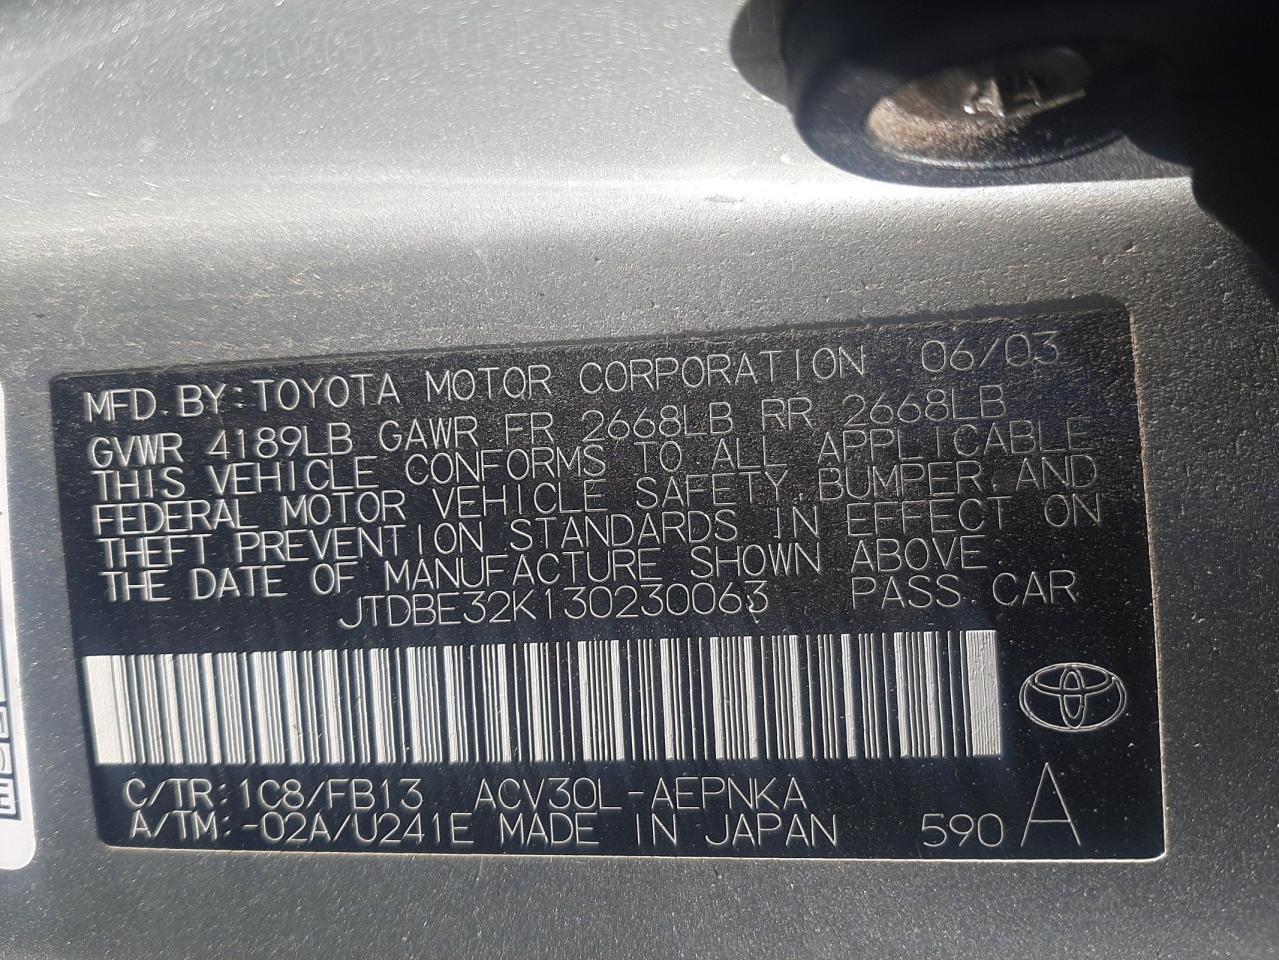 MFD.BY:TOYOTA MOTOR CORPORATION 06/03
GVWR 4189LB GAWR FR 2668LB RR 2668LB
THIS VEHICLE CONFORMS TO ALL APPLICABLE
FEDERAL MOTOR VEHICLE SAFETY,BUMPER,AND
THEFT PREVENTION STANDARDS IN EFFECT ON
THE DATE OF MANUFACTURE SHOWN ABOVE.
JTDBE32K130230063 PASS.CAR
C/TR:1C8/FB13 ACV30L-AEPNKA
A/TM:-02A/U241E MADE IN JAPAN 590 A